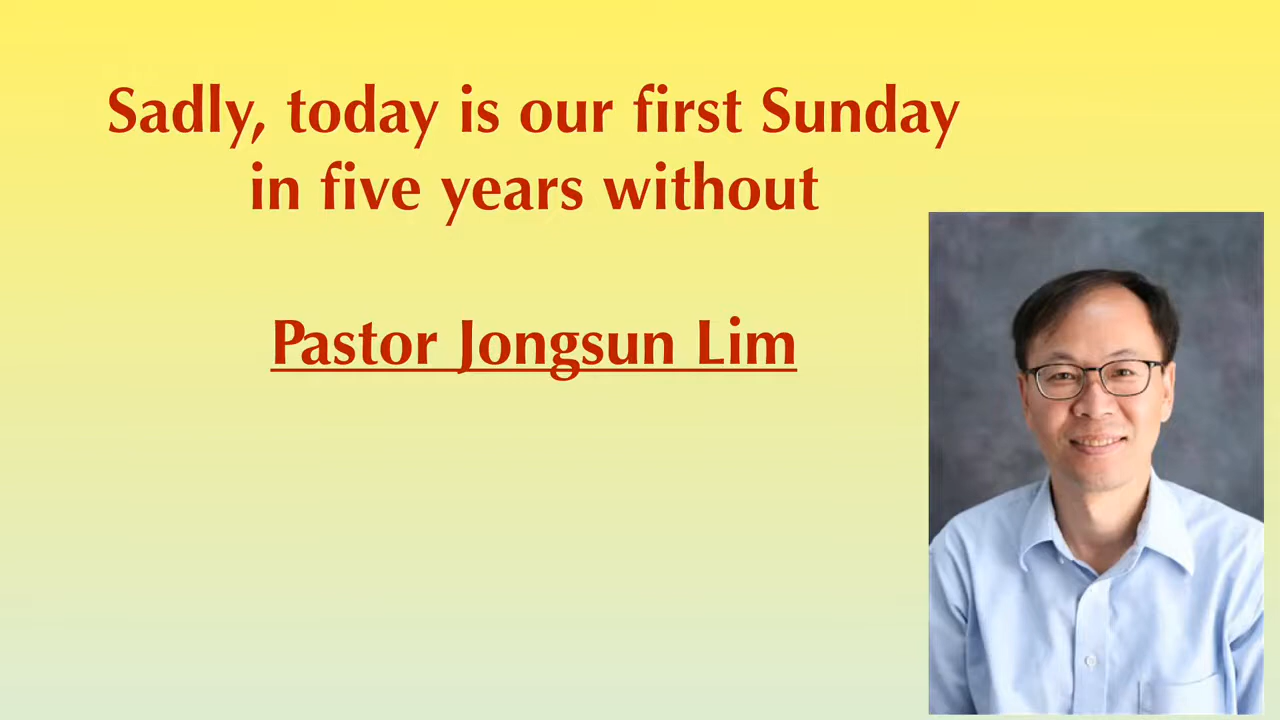 Sadly, today is our first Sunday
in five years without
Pastor Jongsun Lim